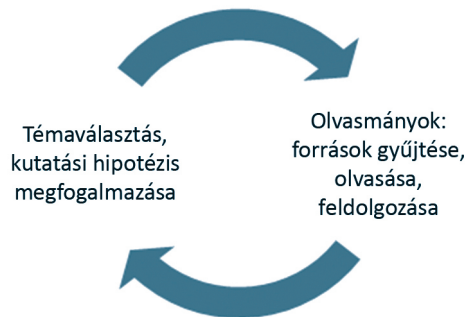 Témaválasztás,
kutatási hipotézis
megfogalmazása
Olvasmányok:
források gyűjtése,
olvasása,
feldolgozása